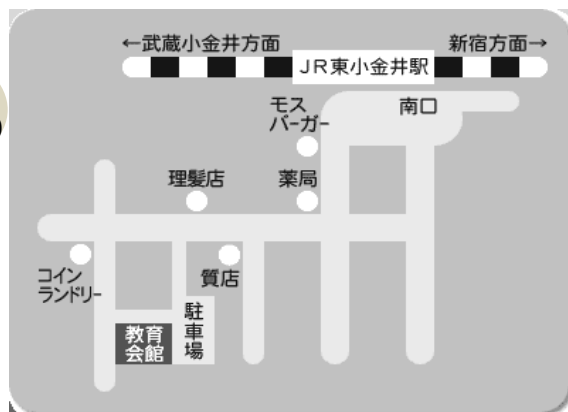 ←武蔵小金井方面
新宿方面→
JR東小金井駅
モス
バーガー
南口
理髪店
薬局
コイン
ランドリー
質店
駐車場
教育
会館